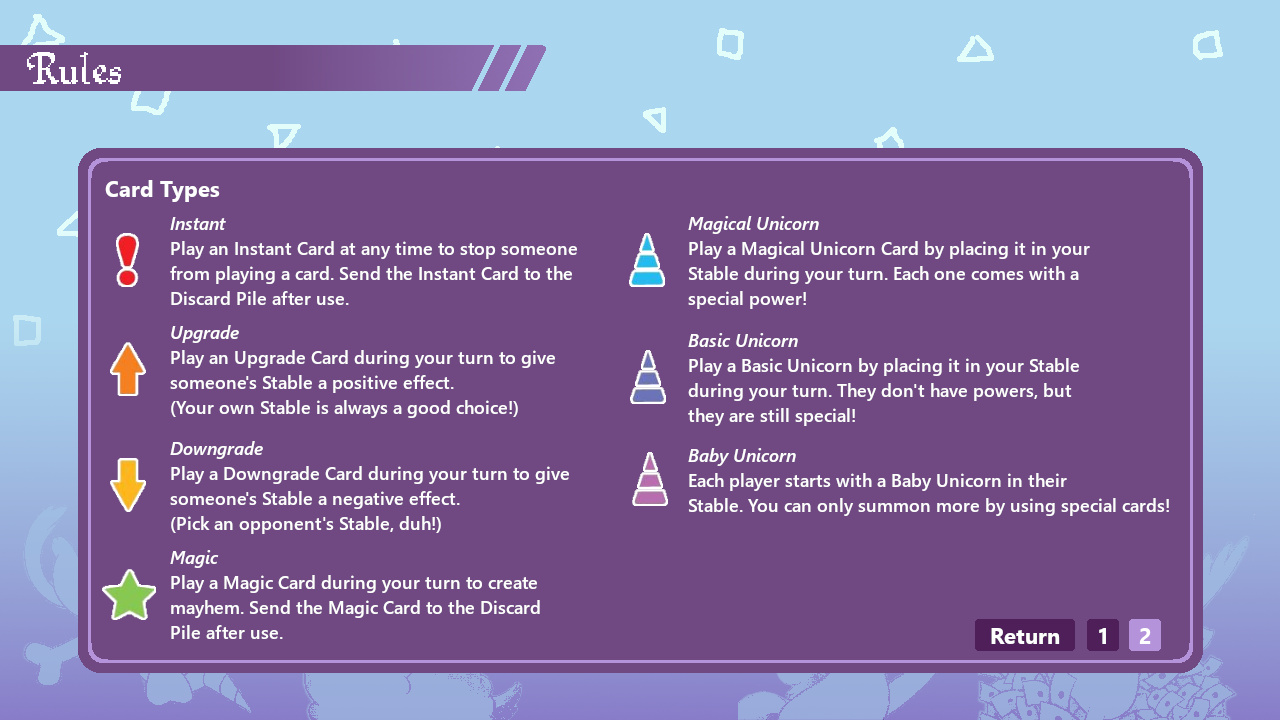 Rules
Card Types
Instant
Play an Instant Card at any time to stop someone
from playing a card. Send the Instant Card to the
Discard Pile after use.
Upgrade
Play an Upgrade Card during your turn to give
someone's Stable a positive effect.
(Your own Stable is always a good choice!)
Downgrade
Play a Downgrade Card during your turn to give
someone's Stable a negative effect.
(Pick an opponent's Stable, duh!)
Magic
Play a Magic Card during your turn to create
mayhem. Send the Magic Card to the Discard
Pile after use.
Magical Unicorn
Play a Magical Unicorn Card by placing it in your
Stable during your turn. Each one comes with a
special power!
Basic Unicorn
Play a Basic Unicorn by placing it in your Stable
during your turn. They don't have powers, but
they are still special!
Baby Unicorn
Each player starts with a Baby Unicorn in their
Stable. You can only summon more by using special cards!
Return 1 2